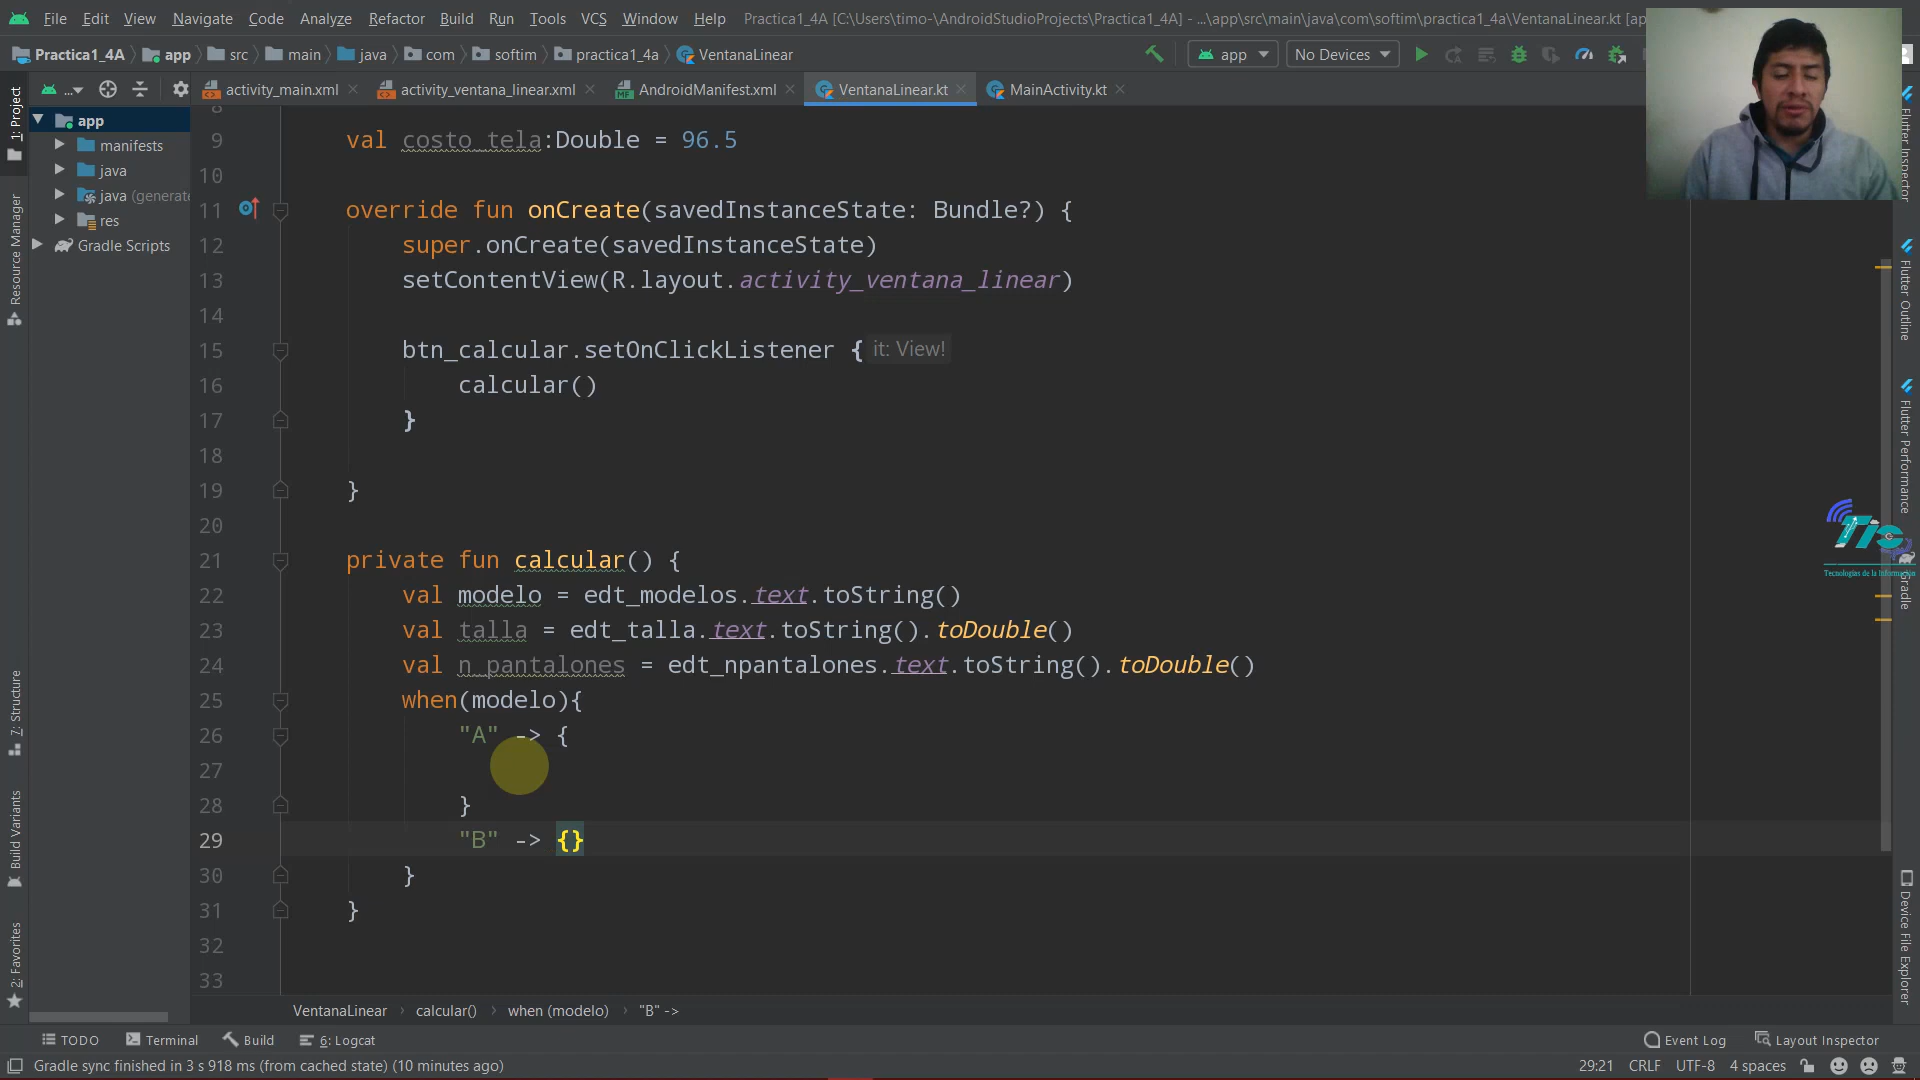 File Edit View Navigate Code Analyze Refactor Build Run Tools VCS Window Help Practica1_4A [C:\Users\timo-\AndroidStudioProjects\Practica1_4A] - ...\app\src\main\java\com\softim\practica1_4a\VentanaLinear.kt [ap
Practica1_4A app src main java com softim practica1_4a VentanaLinear app No Devices
... activity_main.xml activity_ventana_linear.xml AndroidManifest.xml VentanaLinear.kt MainActivity.kt
app
manifests
java
java (generate
res
Gradle Scripts
1: Project
Resource Manager
7: Structure
Build Variants
2: Favorites
9 val costo_tela:Double = 96.5
10
11 override fun onCreate(savedInstanceState: Bundle?) {
12 super.onCreate(savedInstanceState)
13 setContentView(R.layout.activity_ventana_linear)
14
15 btn_calcular.setOnClickListener { it: View!
16 calcular()
17 }
18
19 }
20
21 private fun calcular() {
22 val modelo = edt_modelos.text.toString()
23 val talla = edt_talla.text.toString().toDouble()
24 val n_pantalones = edt_npantalones.text.toString().toDouble()
25 when(modelo){
26 "A" -> {
27
28 }
29 "B" -> {}
30 }
31 }
32
33
Flutter Inspector
Flutter Outline
Flutter Performance
TIC
Tecnologías de la Información
Gradle
Device File Explorer
VentanaLinear calcular() when (modelo) "B" ->
TODO Terminal Build 6: Logcat Event Log Layout Inspector
Gradle sync finished in 3 s 918 ms (from cached state) (10 minutes ago) 29:21 CRLF UTF-8 4 spaces